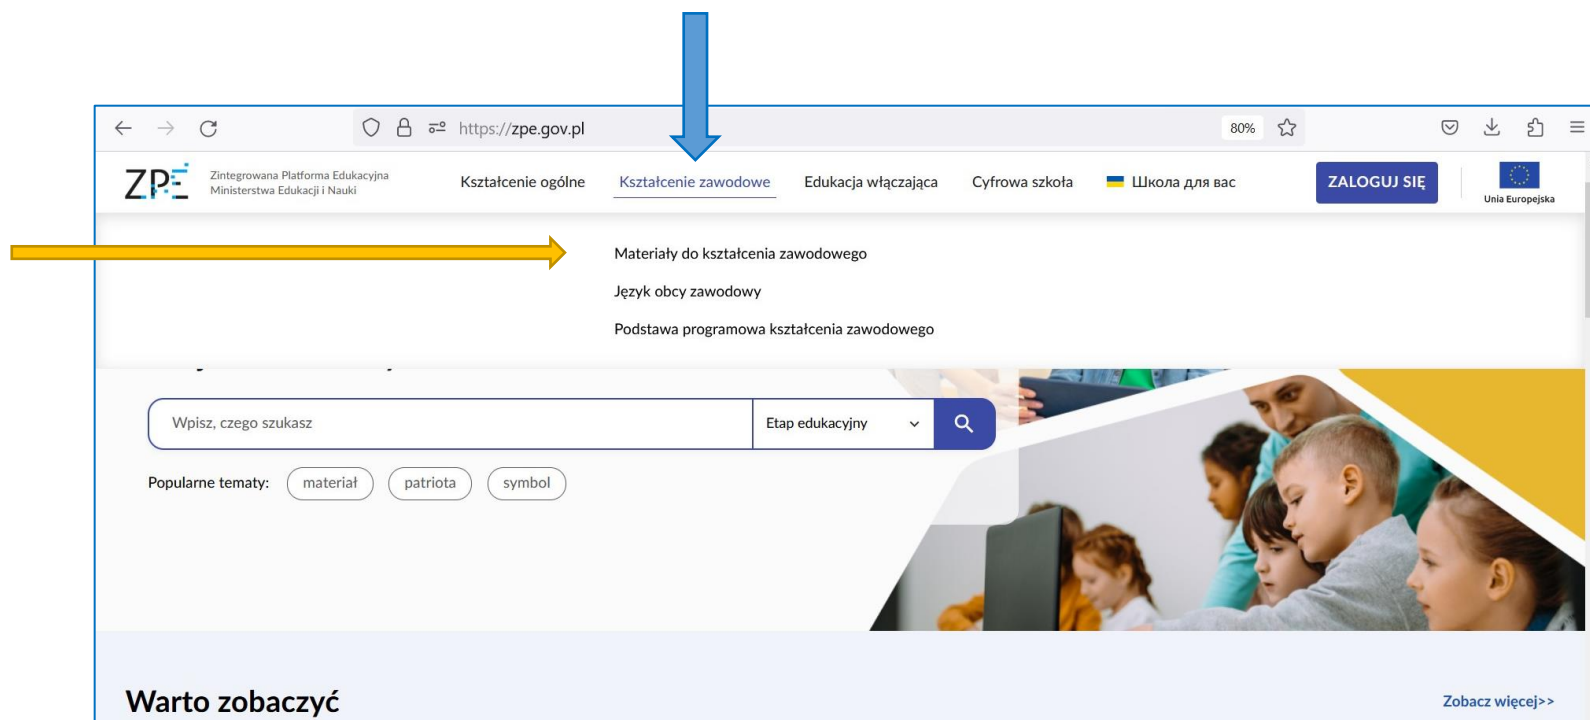 https://zpe.gov.pl
80%
ZPE
Zintegrowana Platforma Edukacyjna
Ministerstwa Edukacji i Nauki
Kształcenie ogólne
Kształcenie zawodowe
Edukacja włączająca
Cyfrowa szkoła
Школа для вас
ZALOGUJ SIĘ
Unia Europejska
Materiały do kształcenia zawodowego
Język obcy zawodowy
Podstawa programowa kształcenia zawodowego
Wpisz, czego szukasz
Etap edukacyjny
Popularne tematy:
materiał
patriota
symbol
Warto zobaczyć
Zobacz więcej>>